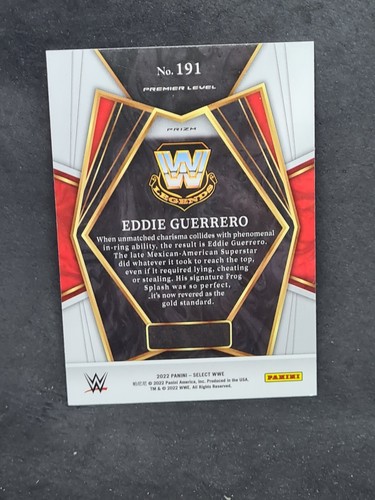 No. 191
PREMIER LEVEL
PRIZM
W
LEGENDS
EDDIE GUERRERO
When unmatched charisma collides with phenomenal
in-ring ability, the result is Eddie Guerrero.
The late Mexican-American Superstar
did whatever it took to reach the top,
even if it required lying, cheating
or stealing. His signature Frog
Splash was so perfect,
it's now revered as the
gold standard.
2022 PANINI – SELECT WWE
© 2022 Panini America, Inc. Produced in the USA.
TM & © 2022 WWE. All Rights Reserved.
W
PANINI